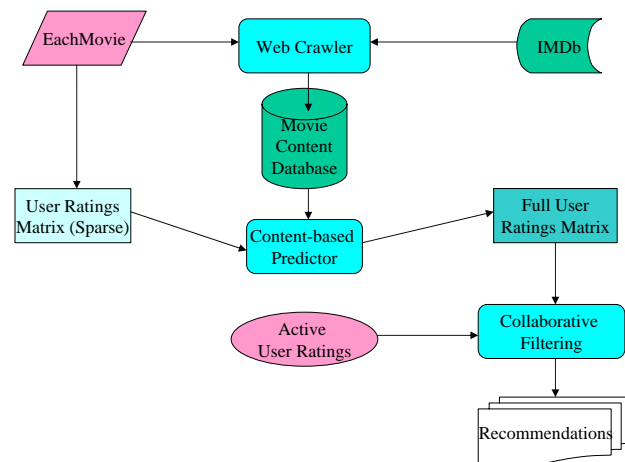 EachMovie
Web Crawler
IMDb
Movie
Content
Database
User Ratings
Matrix (Sparse)
Content-based
Predictor
Full User
Ratings Matrix
Active
User Ratings
Collaborative
Filtering
Recommendations